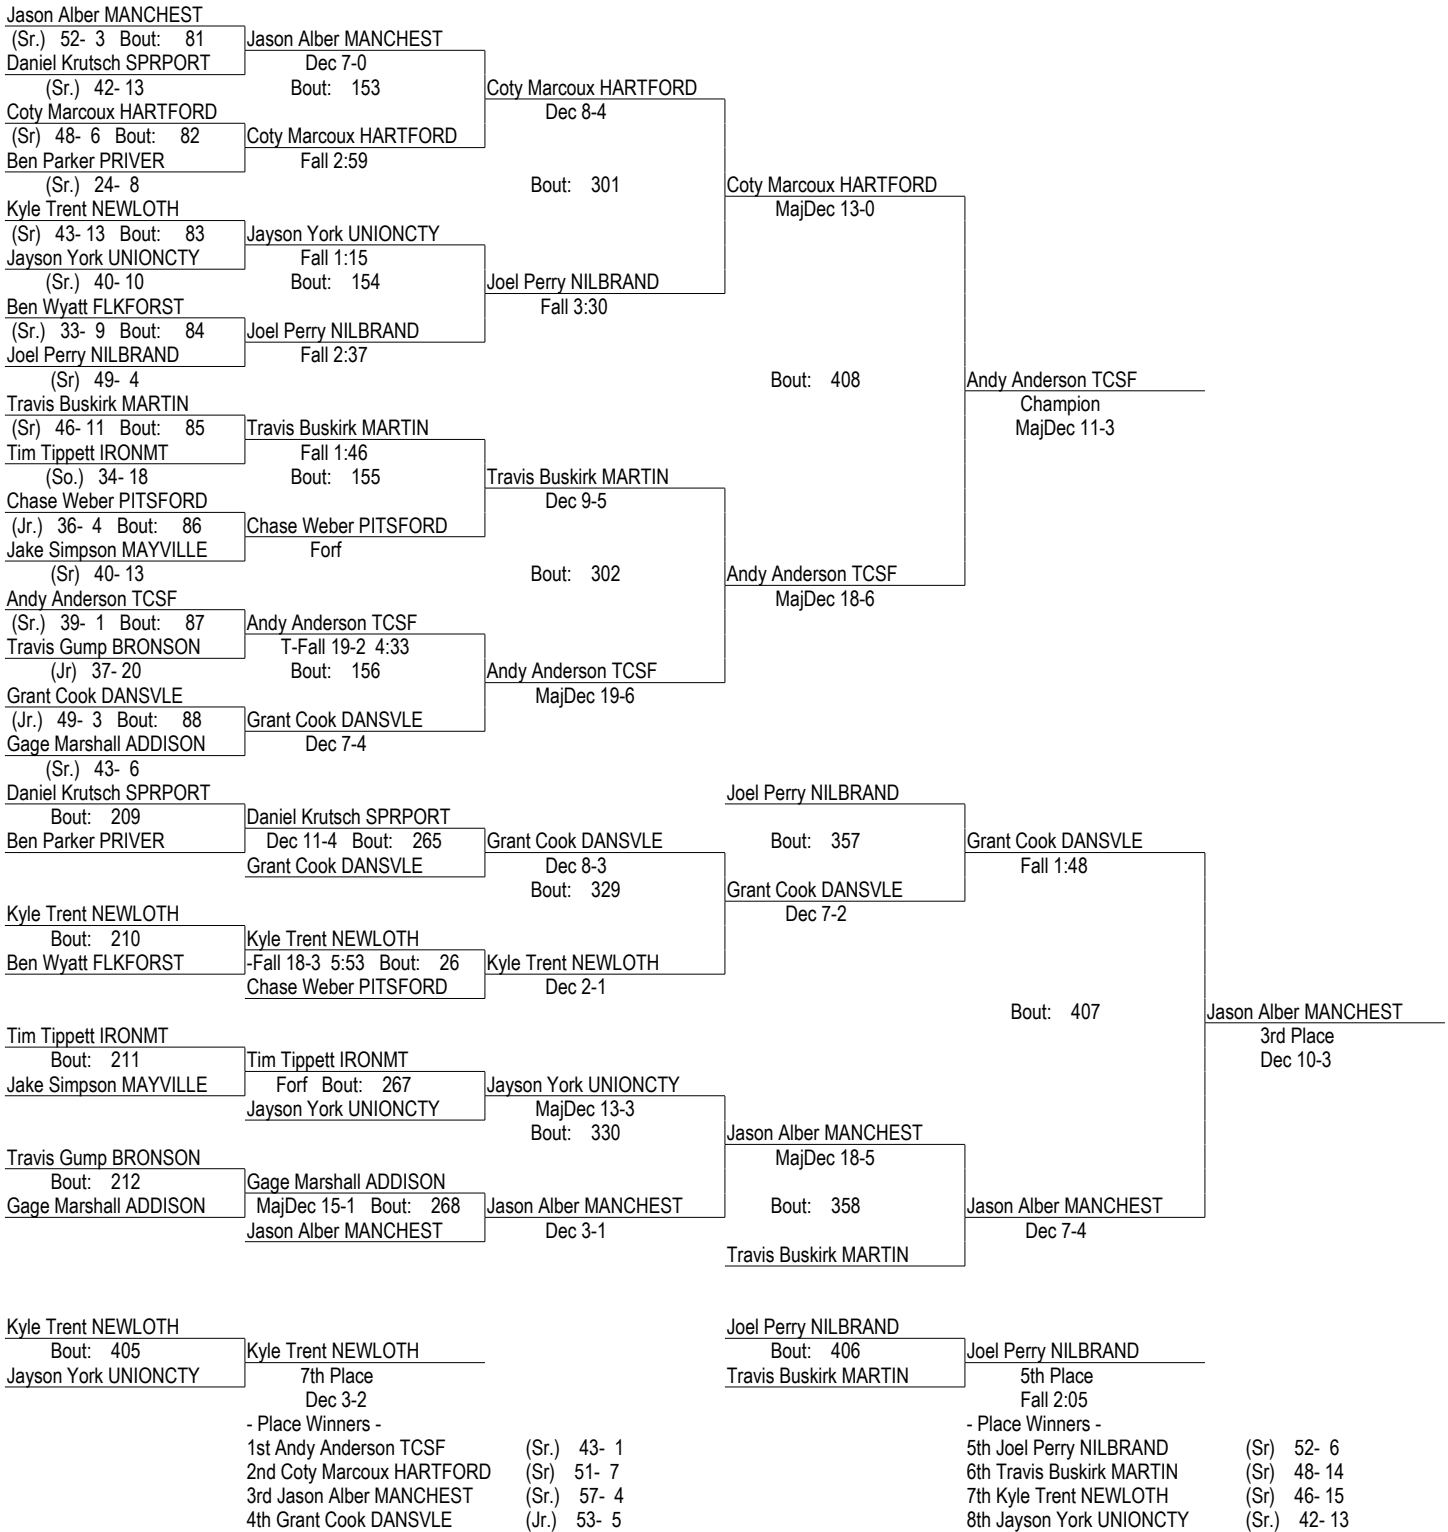 Jason Alber MANCHEST
(Sr.) 52- 3 Bout: 81 Jason Alber MANCHEST
Daniel Krutsch SPRPORT Dec 7-0
(Sr.) 42- 13 Bout: 153 Coty Marcoux HARTFORD
Coty Marcoux HARTFORD Dec 8-4
(Sr) 48- 6 Bout: 82 Coty Marcoux HARTFORD
Ben Parker PRIVER Fall 2:59
(Sr.) 24- 8 Bout: 301 Coty Marcoux HARTFORD
Kyle Trent NEWLOTH MajDec 13-0
(Sr) 43- 13 Bout: 83 Jayson York UNIONCTY
Jayson York UNIONCTY Fall 1:15
(Sr.) 40- 10 Bout: 154 Joel Perry NILBRAND
Ben Wyatt FLKFORST Fall 3:30
(Sr.) 33- 9 Bout: 84 Joel Perry NILBRAND
Joel Perry NILBRAND Fall 2:37
(Sr) 49- 4 Bout: 408 Andy Anderson TCSF
Travis Buskirk MARTIN Champion
(Sr) 46- 11 Bout: 85 Travis Buskirk MARTIN MajDec 11-3
Tim Tippett IRONMT Fall 1:46
(So.) 34- 18 Bout: 155 Travis Buskirk MARTIN
Chase Weber PITSFORD Dec 9-5
(Jr.) 36- 4 Bout: 86 Chase Weber PITSFORD
Jake Simpson MAYVILLE Forf
(Sr) 40- 13 Bout: 302 Andy Anderson TCSF
Andy Anderson TCSF MajDec 18-6
(Sr.) 39- 1 Bout: 87 Andy Anderson TCSF
Travis Gump BRONSON T-Fall 19-2 4:33
(Jr) 37- 20 Bout: 156 Andy Anderson TCSF
Grant Cook DANSVLE MajDec 19-6
(Jr.) 49- 3 Bout: 88 Grant Cook DANSVLE
Gage Marshall ADDISON Dec 7-4
(Sr.) 43- 6
Daniel Krutsch SPRPORT Joel Perry NILBRAND
Bout: 209 Daniel Krutsch SPRPORT
Ben Parker PRIVER Dec 11-4 Bout: 265 Grant Cook DANSVLE Bout: 357 Grant Cook DANSVLE
Grant Cook DANSVLE Dec 8-3 Fall 1:48
Bout: 329 Grant Cook DANSVLE
Kyle Trent NEWLOTH Dec 7-2
Bout: 210 Kyle Trent NEWLOTH
Ben Wyatt FLKFORST -Fall 18-3 5:53 Bout: 26 Kyle Trent NEWLOTH
Chase Weber PITSFORD Dec 2-1
Bout: 407 Jason Alber MANCHEST
Tim Tippett IRONMT 3rd Place
Bout: 211 Tim Tippett IRONMT Dec 10-3
Jake Simpson MAYVILLE Forf Bout: 267 Jayson York UNIONCTY
Jayson York UNIONCTY MajDec 13-3
Bout: 330 Jason Alber MANCHEST
Travis Gump BRONSON MajDec 18-5
Bout: 212 Gage Marshall ADDISON
Gage Marshall ADDISON MajDec 15-1 Bout: 268 Jason Alber MANCHEST Bout: 358 Jason Alber MANCHEST
Jason Alber MANCHEST Dec 3-1 Dec 7-4
Travis Buskirk MARTIN
Kyle Trent NEWLOTH Joel Perry NILBRAND
Bout: 405 Kyle Trent NEWLOTH Bout: 406 Joel Perry NILBRAND
Jayson York UNIONCTY 7th Place Travis Buskirk MARTIN 5th Place
Dec 3-2 Fall 2:05
- Place Winners - - Place Winners -
1st Andy Anderson TCSF (Sr.) 43- 1 5th Joel Perry NILBRAND (Sr) 52- 6
2nd Coty Marcoux HARTFORD (Sr) 51- 7 6th Travis Buskirk MARTIN (Sr) 48- 14
3rd Jason Alber MANCHEST (Sr.) 57- 4 7th Kyle Trent NEWLOTH (Sr) 46- 15
4th Grant Cook DANSVLE (Jr.) 53- 5 8th Jayson York UNIONCTY (Sr.) 42- 13